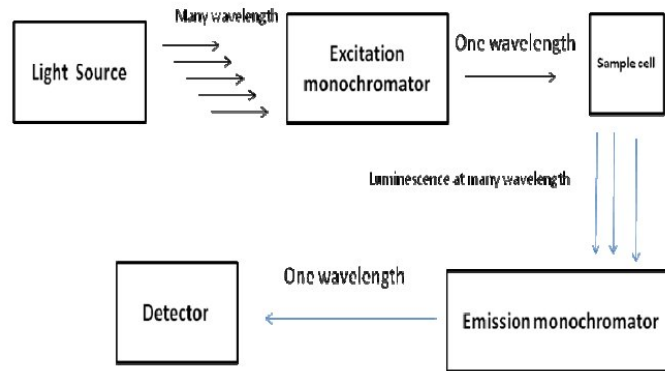 Many wavelength
Light Source
Excitation
monochromator
One wavelength
Sample cell
Luminescence at many wavelength
One wavelength
Detector
Emission monochromator